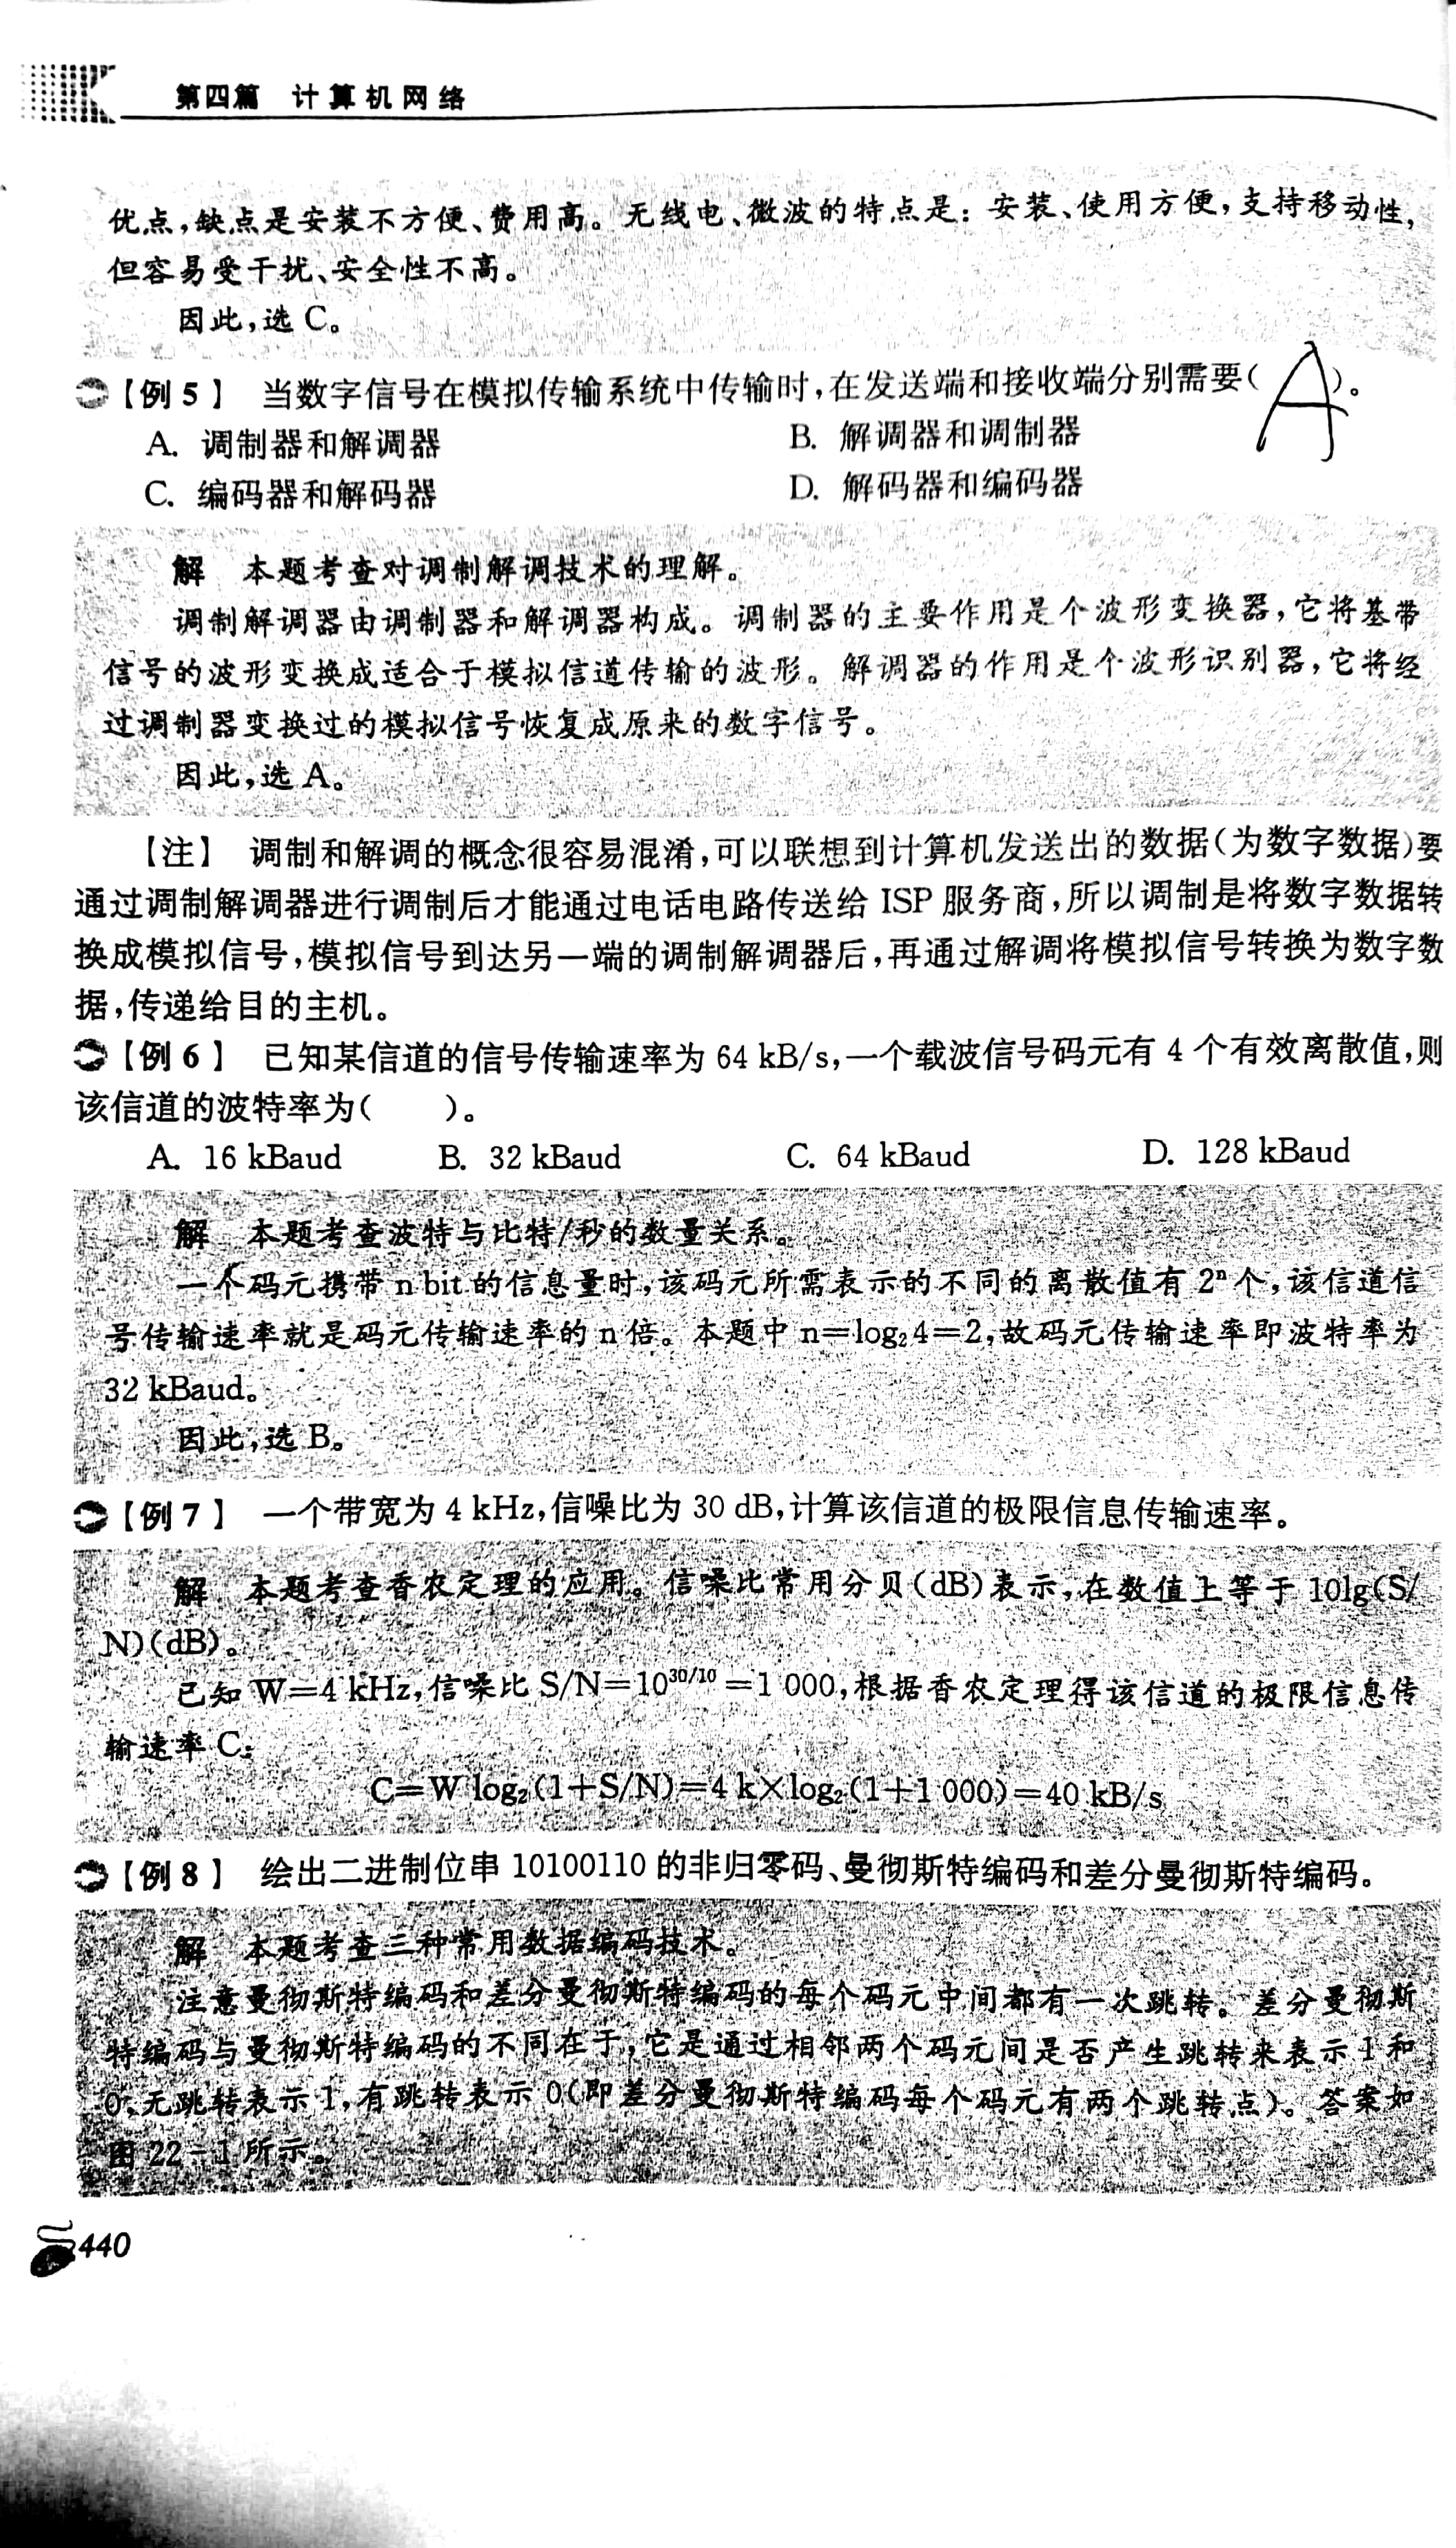 第四篇 计算机网络
优点,缺点是安装不方便、费用高。无线电、微波的特点是：安装、使用方便,支持移动性,
但容易受干扰、安全性不高。
因此,选 C。
【例 5】 当数字信号在模拟传输系统中传输时,在发送端和接收端分别需要( A )。
A. 调制器和解调器 B. 解调器和调制器
C. 编码器和解码器 D. 解码器和编码器
解 本题考查对调制解调技术的理解。
调制解调器由调制器和解调器构成。调制器的主要作用是个波形变换器,它将基带
信号的波形变换成适合于模拟信道传输的波形。解调器的作用是个波形识别器,它将经
过调制器变换过的模拟信号恢复成原来的数字信号。
因此,选 A。
【注】 调制和解调的概念很容易混淆,可以联想到计算机发送出的数据(为数字数据)要
通过调制解调器进行调制后才能通过电话电路传送给 ISP 服务商,所以调制是将数字数据转
换成模拟信号,模拟信号到达另一端的调制解调器后,再通过解调将模拟信号转换为数字数
据,传递给目的主机。
【例 6】 已知某信道的信号传输速率为 64 kB/s,一个载波信号码元有 4 个有效离散值,则
该信道的波特率为( )。
A. 16 kBaud B. 32 kBaud C. 64 kBaud D. 128 kBaud
解 本题考查波特与比特/秒的数量关系。
一个码元携带 n bit 的信息量时,该码元所需表示的不同的离散值有 2ⁿ 个,该信道信
号传输速率就是码元传输速率的 n 倍。本题中 n=log₂4=2,故码元传输速率即波特率为
32 kBaud。
因此,选 B。
【例 7】 一个带宽为 4 kHz,信噪比为 30 dB,计算该信道的极限信息传输速率。
解 本题考查香农定理的应用。信噪比常用分贝(dB)表示,在数值上等于 10lg(S/
N)(dB)。
已知 W=4 kHz,信噪比 S/N=10³⁰/¹⁰=1 000,根据香农定理得该信道的极限信息传
输速率 C：
C=W log₂(1+S/N)=4 k×log₂(1+1 000)=40 kB/s
【例 8】 绘出二进制位串 10100110 的非归零码、曼彻斯特编码和差分曼彻斯特编码。
解 本题考查三种常用数据编码技术。
注意曼彻斯特编码和差分曼彻斯特编码的每个码元中间都有一次跳转。差分曼彻斯
特编码与曼彻斯特编码的不同在于,它是通过相邻两个码元间是否产生跳转来表示 1 和
0,无跳转表示 1,有跳转表示 0(即差分曼彻斯特编码每个码元有两个跳转点)。答案如
图 22-1 所示。
440